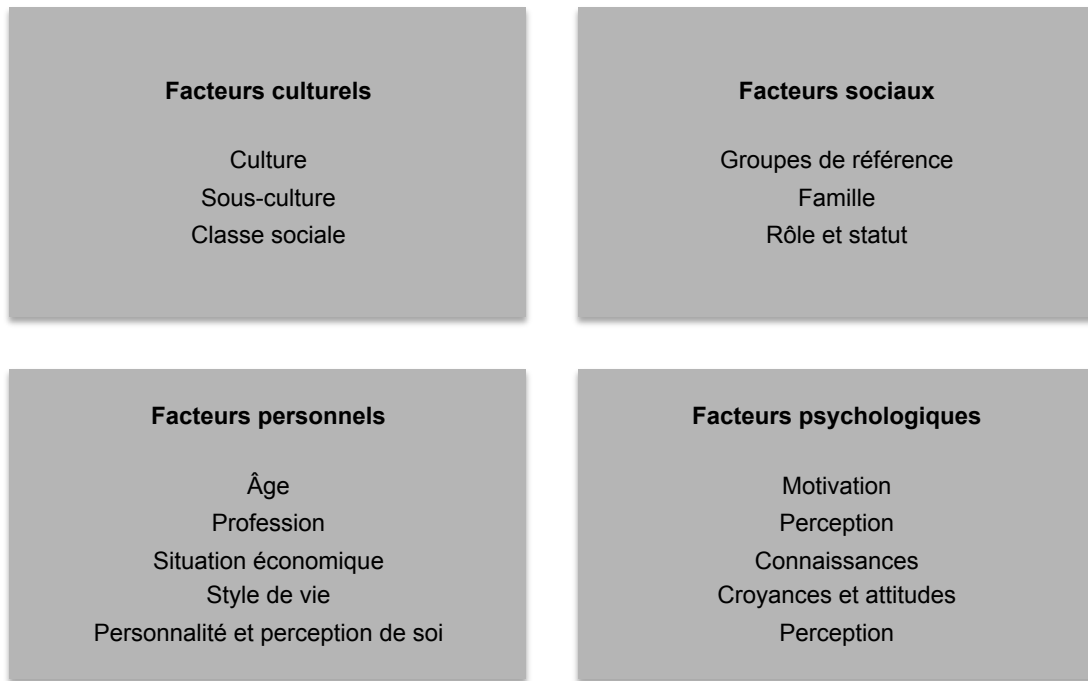 Facteurs culturels
Culture
Sous-culture
Classe sociale
Facteurs sociaux
Groupes de référence
Famille
Rôle et statut
Facteurs personnels
Âge
Profession
Situation économique
Style de vie
Personnalité et perception de soi
Facteurs psychologiques
Motivation
Perception
Connaissances
Croyances et attitudes
Perception